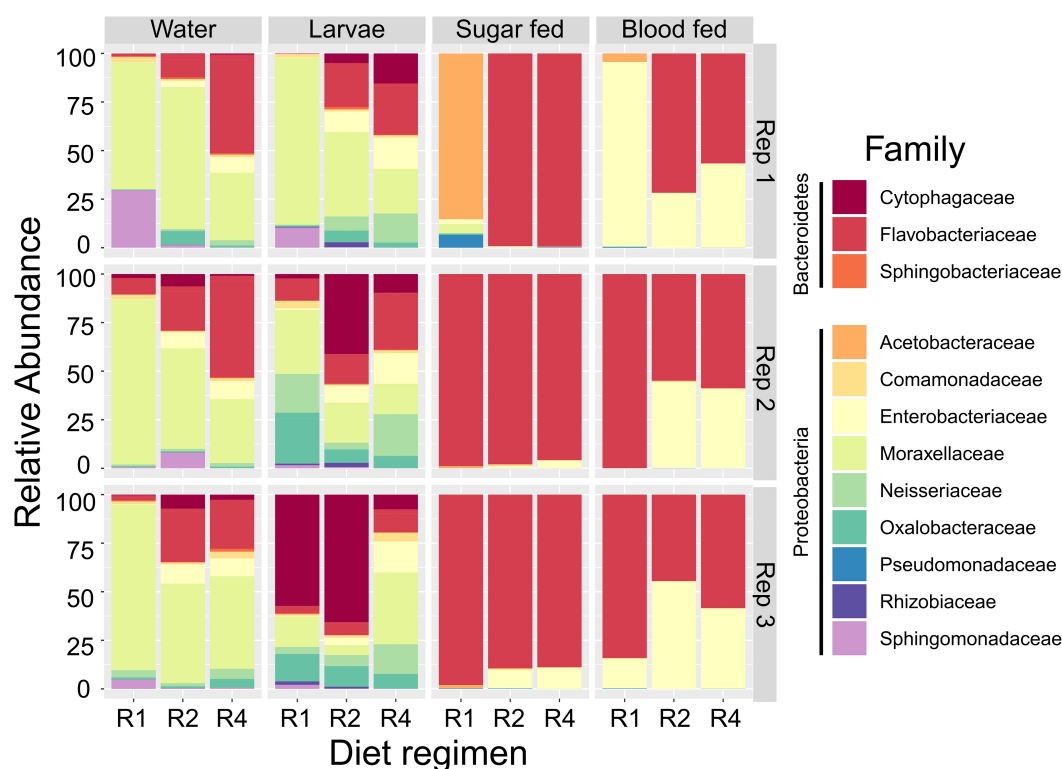 Water Larvae Sugar fed Blood fed
100
75
50
25
0
Rep 1
100
75
50
25
0
Rep 2
100
75
50
25
0
Rep 3
R1 R2 R4 R1 R2 R4 R1 R2 R4 R1 R2 R4
Diet regimen
Relative Abundance
Family
Bacteroidetes
Cytophagaceae
Flavobacteriaceae
Sphingobacteriaceae
Proteobacteria
Acetobacteraceae
Comamonadaceae
Enterobacteriaceae
Moraxellaceae
Neisseriaceae
Oxalobacteraceae
Pseudomonadaceae
Rhizobiaceae
Sphingomonadaceae